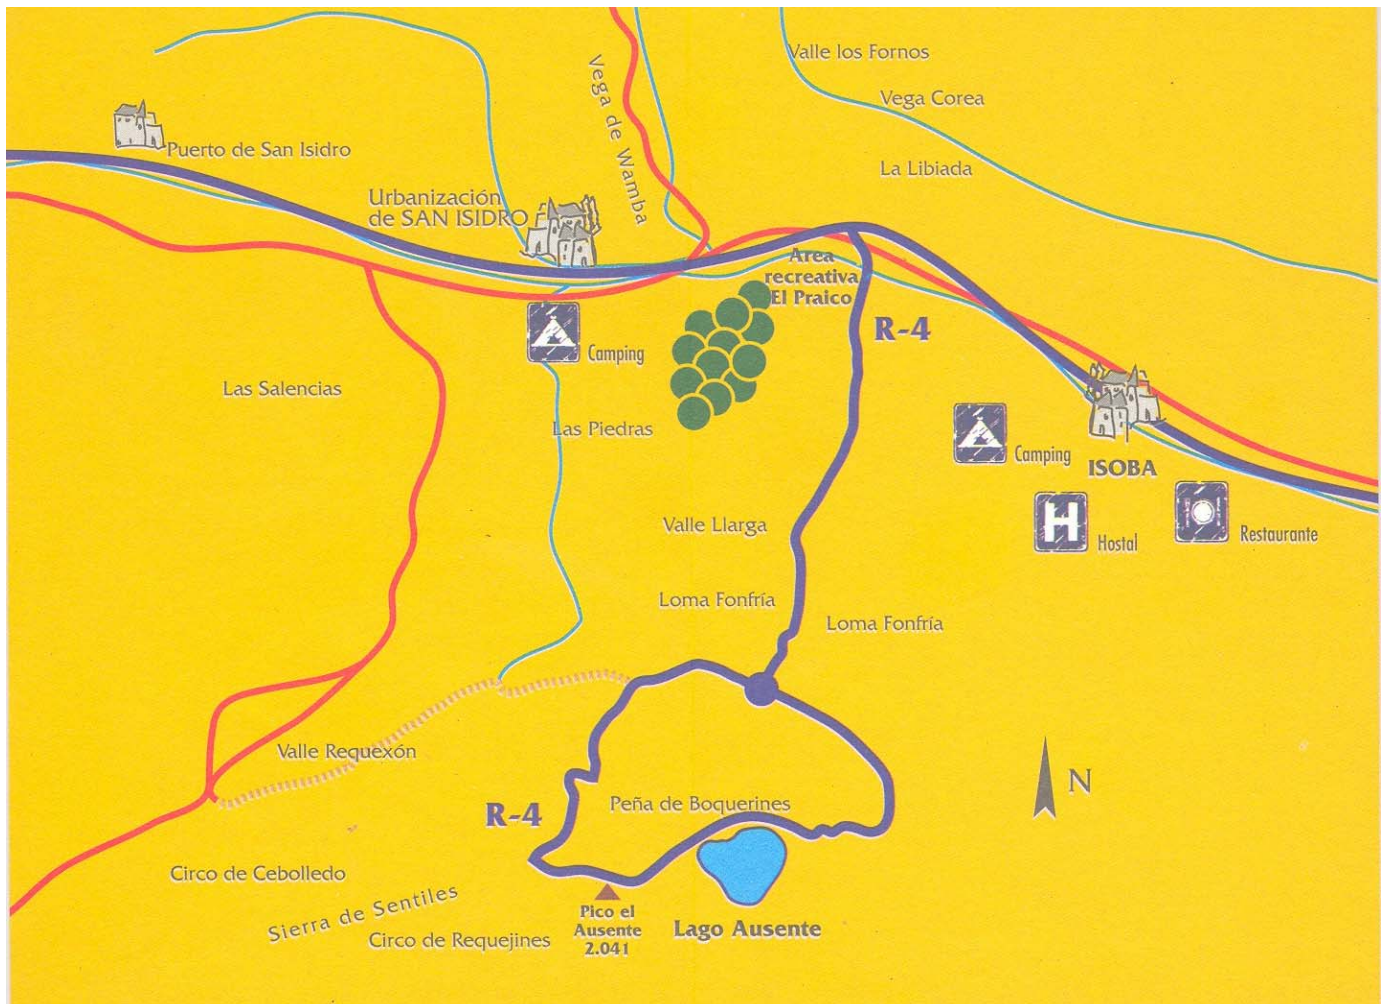 Valle los Fornos
Vega de Wamba
Vega Corea
Puerto de San Isidro
La Libiada
Urbanización
de SAN ISIDRO
Area
recreativa
El Praico
R-4
Camping
Las Salencias
Las Piedras
Camping
ISOBA
H
Hostal
Restaurante
Valle Llarga
Loma Fonfría
Loma Fonfría
Valle Requexón
N
R-4
Peña de Boquerines
Circo de Cebolledo
Sierra de Sentiles
Circo de Requejines
Pico el
Ausente
2.041
Lago Ausente